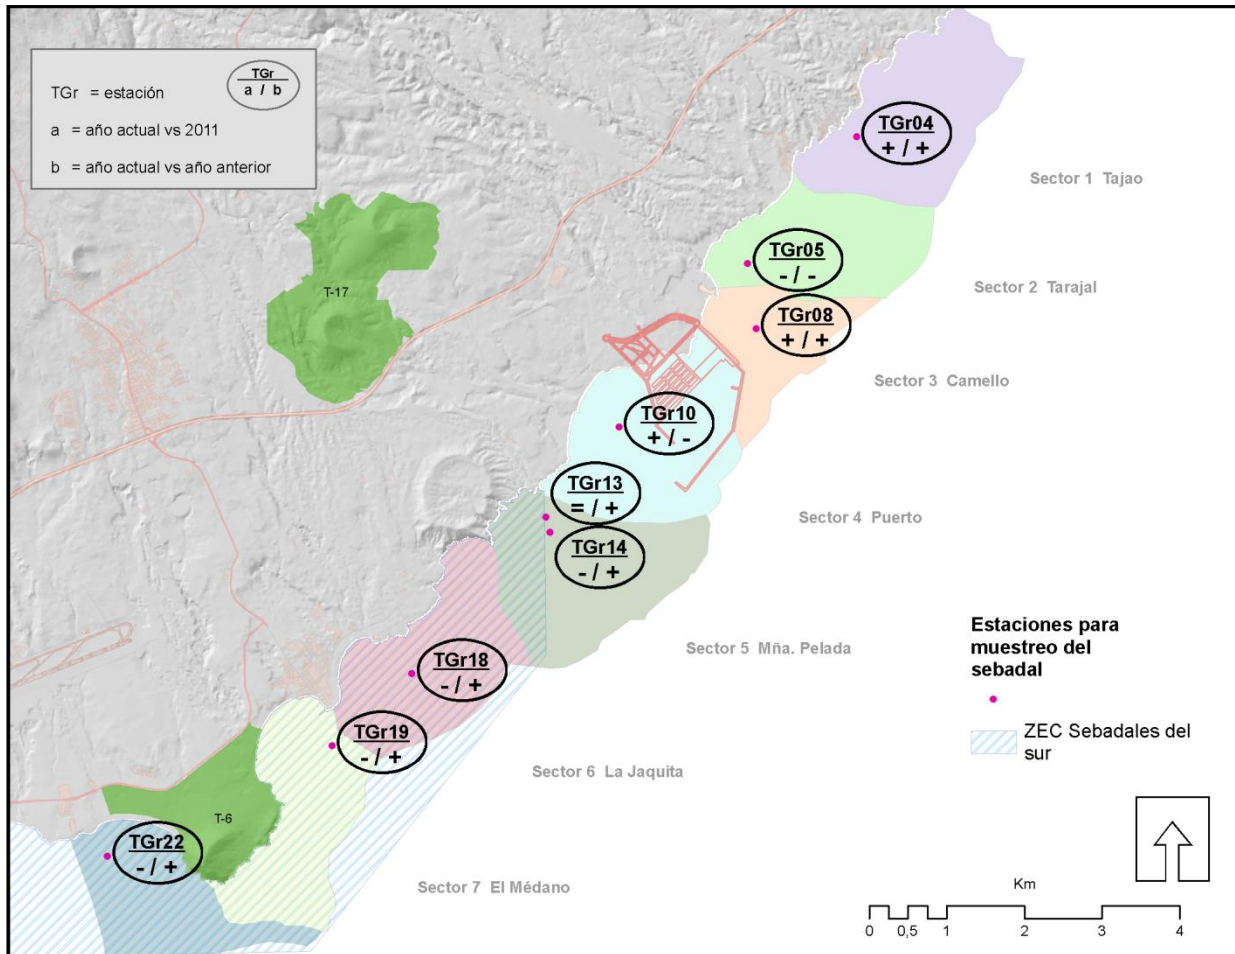 TGr
a / b
TGr = estación
a = año actual vs 2011
b = año actual vs año anterior
TGr04
+ / +
Sector 1 Tajao
TGr05
- / -
Sector 2 Tarajal
T-17
TGr08
+ / +
Sector 3 Camello
TGr10
+ / -
TGr13
= / +
Sector 4 Puerto
TGr14
- / +
Sector 5 Mña. Pelada
Estaciones para
muestreo del
sebadal
ZEC Sebadales del
sur
TGr18
- / +
TGr19
- / +
Sector 6 La Jaquita
T-6
TGr22
- / +
Sector 7 El Médano
Km
0 0,5 1 2 3 4